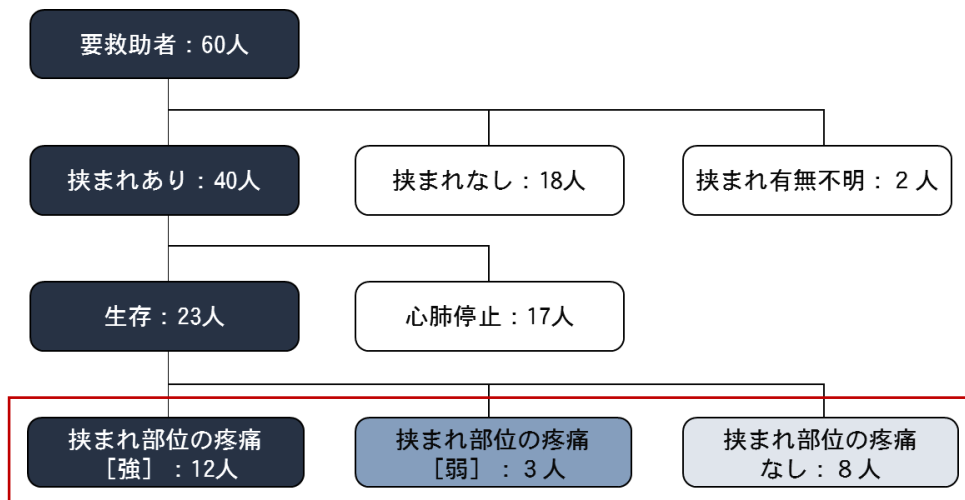 要救助者：60人
挟まれあり：40人
挟まれなし：18人
挟まれ有無不明：２人
生存：23人
心肺停止：17人
挟まれ部位の疼痛
［強］：12人
挟まれ部位の疼痛
［弱］：３人
挟まれ部位の疼痛
なし：８人